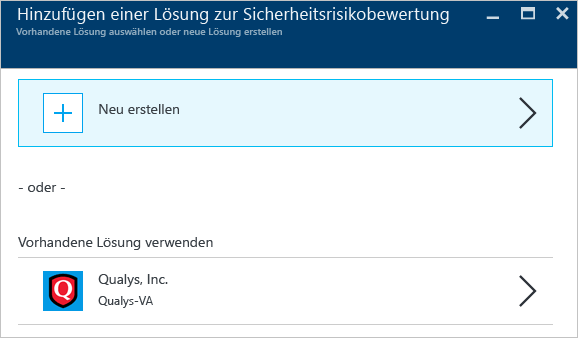 Hinzufügen einer Lösung zur Sicherheitsrisikobewertung
Vorhandene Lösung auswählen oder neue Lösung erstellen
Neu erstellen
- oder -
Vorhandene Lösung verwenden
Q
Qualys, Inc.
Qualys-VA